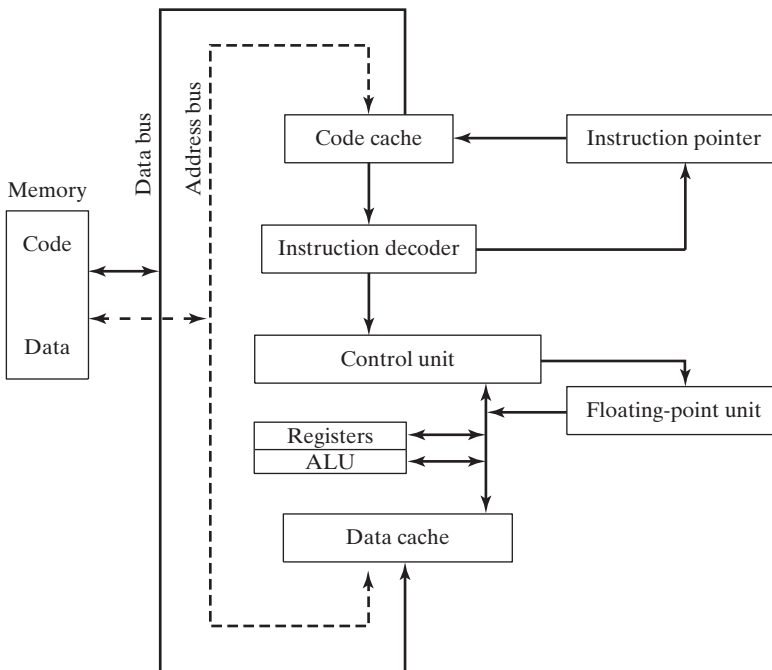 Data bus
Address bus
Code cache
Instruction pointer
Memory
Code
Data
Instruction decoder
Control unit
Floating-point unit
Registers
ALU
Data cache